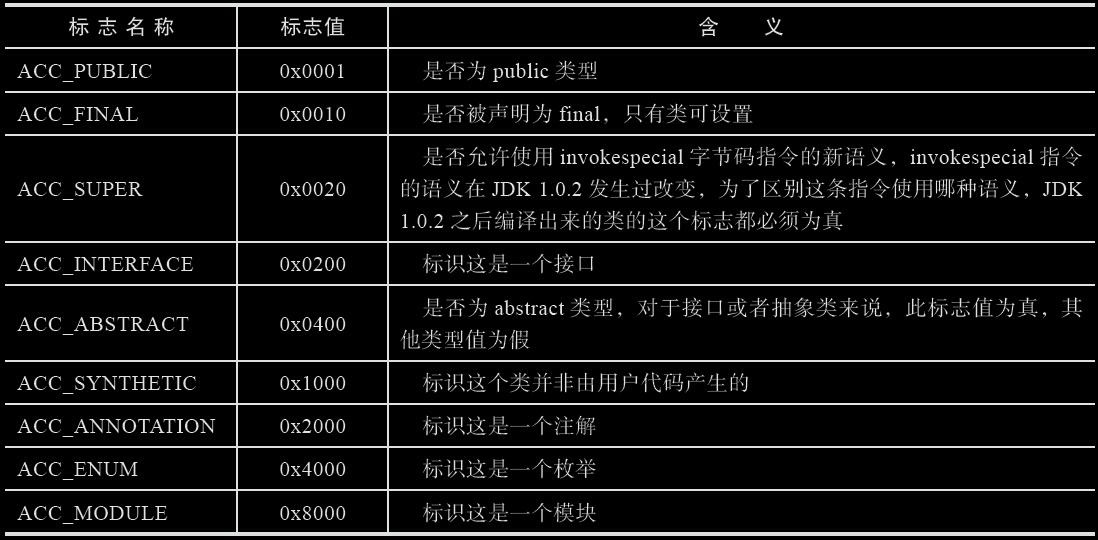 标志名称 标志值 含 义
ACC_PUBLIC 0x0001 是否为 public 类型
ACC_FINAL 0x0010 是否被声明为 final，只有类可设置
是否允许使用 invokespecial 字节码指令的新语义，invokespecial 指令
ACC_SUPER 0x0020 的语义在 JDK 1.0.2 发生过改变，为了区别这条指令使用哪种语义，JDK
1.0.2 之后编译出来的类的这个标志都必须为真
ACC_INTERFACE 0x0200 标识这是一个接口
是否为 abstract 类型，对于接口或者抽象类来说，此标志值为真，其
ACC_ABSTRACT 0x0400
他类型值为假
ACC_SYNTHETIC 0x1000 标识这个类并非由用户代码产生的
ACC_ANNOTATION 0x2000 标识这是一个注解
ACC_ENUM 0x4000 标识这是一个枚举
ACC_MODULE 0x8000 标识这是一个模块